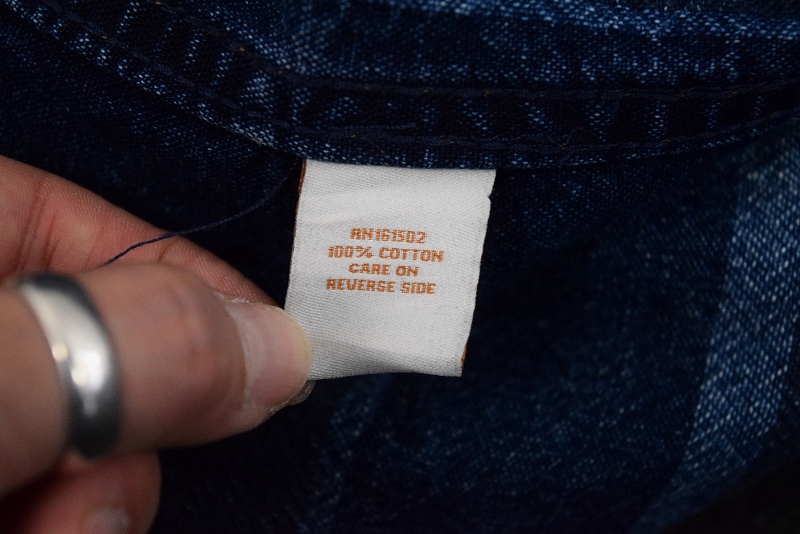 RN161502
100% COTTON
CARE ON
REVERSE SIDE